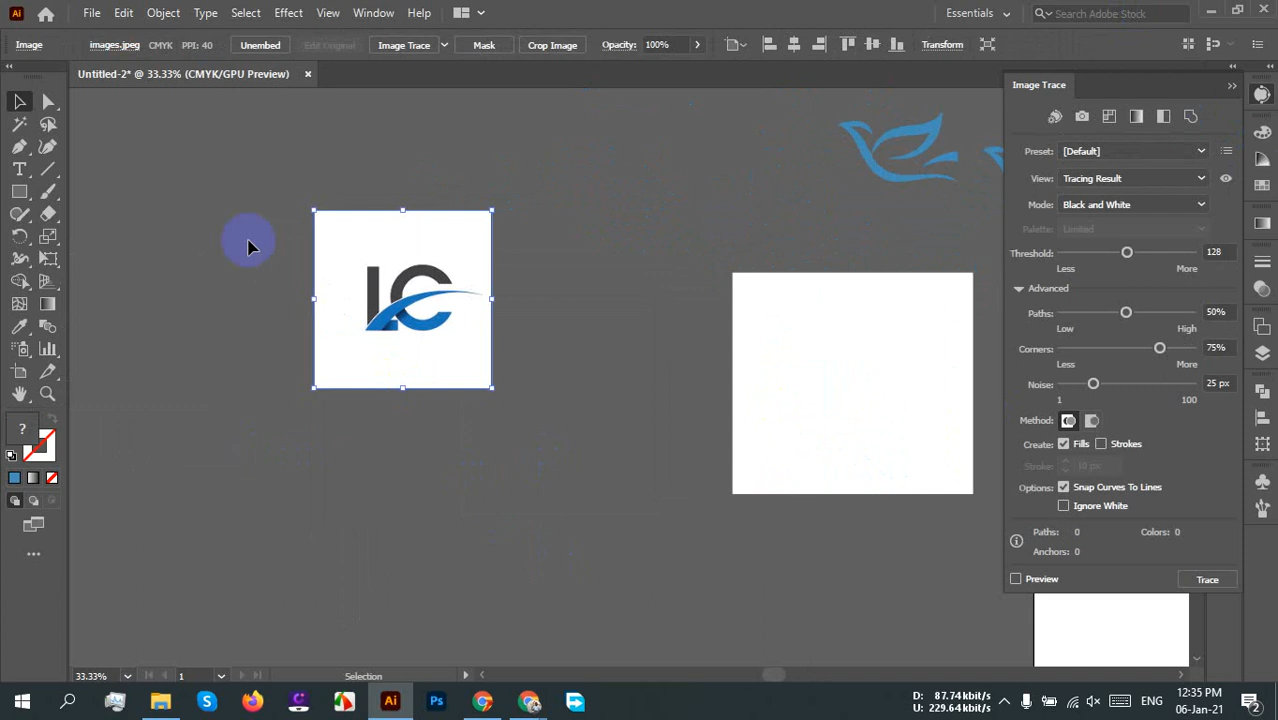 Ai File Edit Object Type Select Effect View Window Help Essentials Search Adobe Stock
Image images.jpeg CMYK PPI: 40 Unembed Edit Original Image Trace Mask Crop Image Opacity: 100% Transform
Untitled-2* @ 33.33% (CMYK/GPU Preview)
Image Trace
Preset: [Default]
View: Tracing Result
Mode: Black and White
Palette: Limited
Threshold: 128
Less More
Advanced
Paths: 50%
Low High
Corners: 75%
Less More
Noise: 25 px
1 100
Method:
Create: Fills Strokes
Stroke: 10 px
Options: Snap Curves To Lines
Ignore White
Paths: 0 Colors: 0
Anchors: 0
Preview Trace
LC
?
33.33% 1 Selection
Ai Ps
D: 87.74 kbit/s
U: 229.64 kbit/s
ENG
12:35 PM
06-Jan-21
2